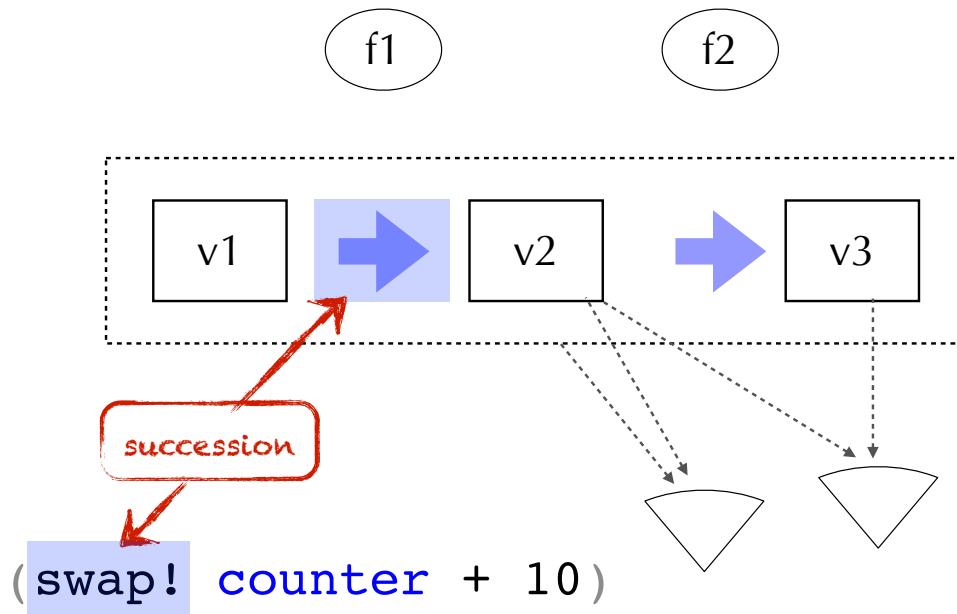 f1 f2
v1 v2 v3
succession
(swap! counter + 10)